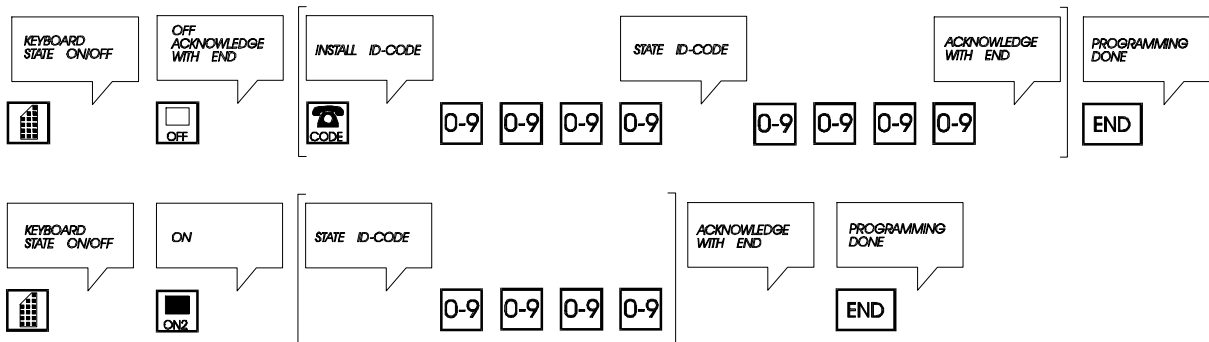 KEYBOARD
STATE ON/OFF
OFF
ACKNOWLEDGE
WITH END
INSTALL ID-CODE
STATE ID-CODE
ACKNOWLEDGE
WITH END
PROGRAMMING
DONE
OFF
CODE
0-9 0-9 0-9 0-9
0-9 0-9 0-9 0-9
END
KEYBOARD
STATE ON/OFF
ON
STATE ID-CODE
ACKNOWLEDGE
WITH END
PROGRAMMING
DONE
ON2
0-9 0-9 0-9 0-9
END